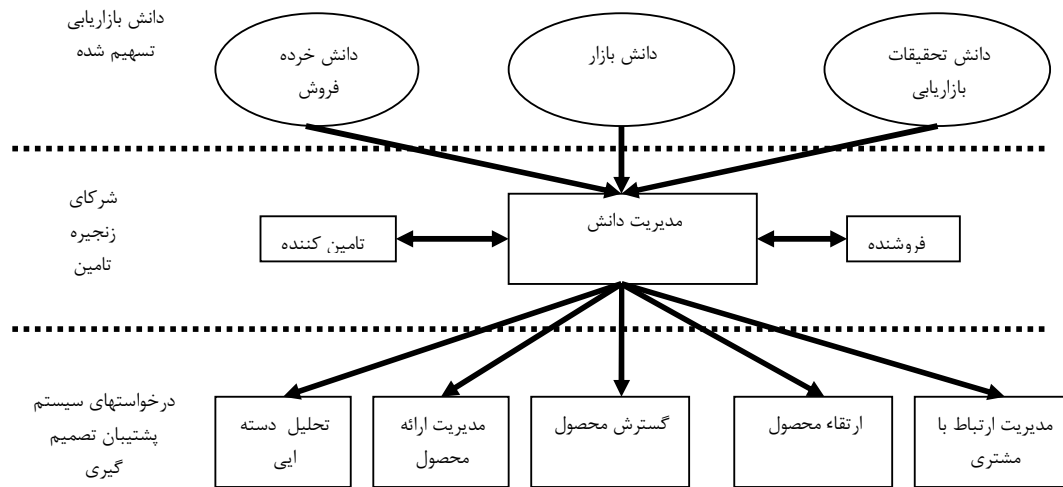 دانش بازاریابی
تسهیم شده
دانش تحقیقات
بازاریابی
دانش بازار
دانش خرده
فروش
شرکای
زنجیره
تامین
فروشنده
مدیریت دانش
تامین کننده
درخواستهای سیستم
پشتیبان تصمیم
گیری
مدیریت ارتباط با
مشتری
ارتقاء محصول
گسترش محصول
مدیریت ارائه
محصول
تحلیل دسته
ایی